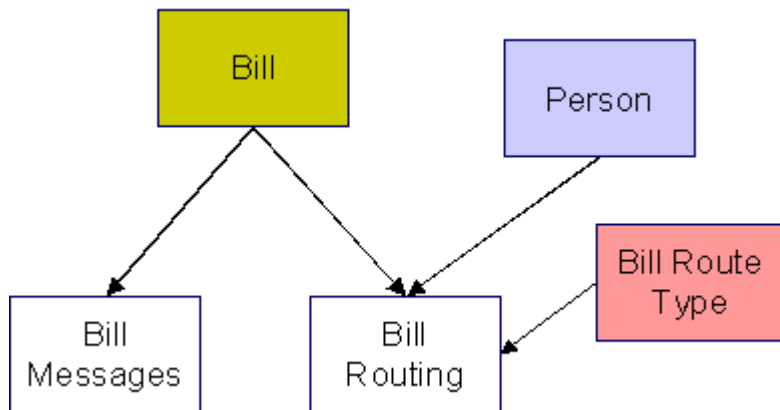 Bill
Person
Bill Route
Type
Bill
Messages
Bill
Routing